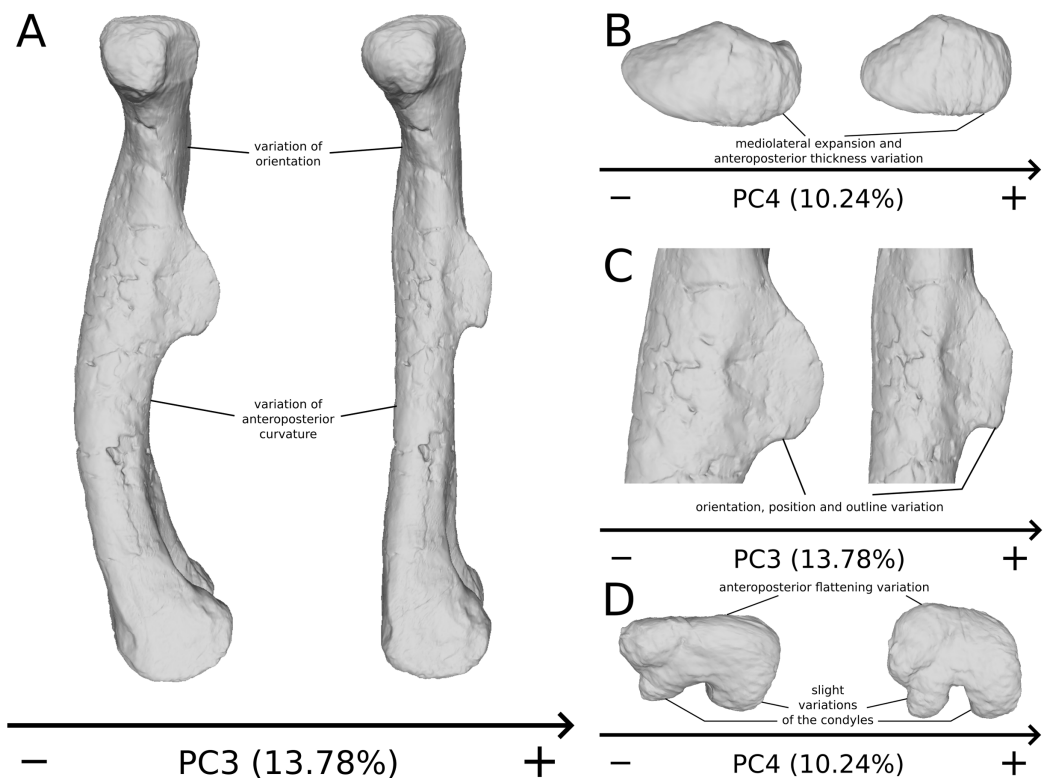 A
variation of
orientation
variation of
anteroposterior
curvature
− PC3 (13.78%) +
B
mediolateral expansion and
anteroposterior thickness variation
− PC4 (10.24%) +
C
orientation, position and outline variation
− PC3 (13.78%) +
D
anteroposterior flattening variation
slight
variations
of the condyles
− PC4 (10.24%) +